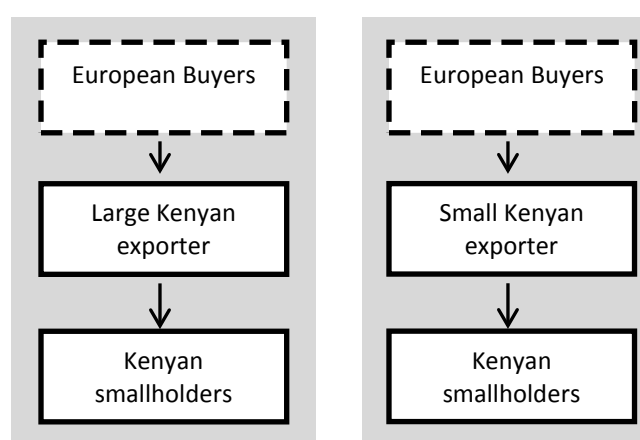 European Buyers
Large Kenyan
exporter
Kenyan
smallholders
European Buyers
Small Kenyan
exporter
Kenyan
smallholders